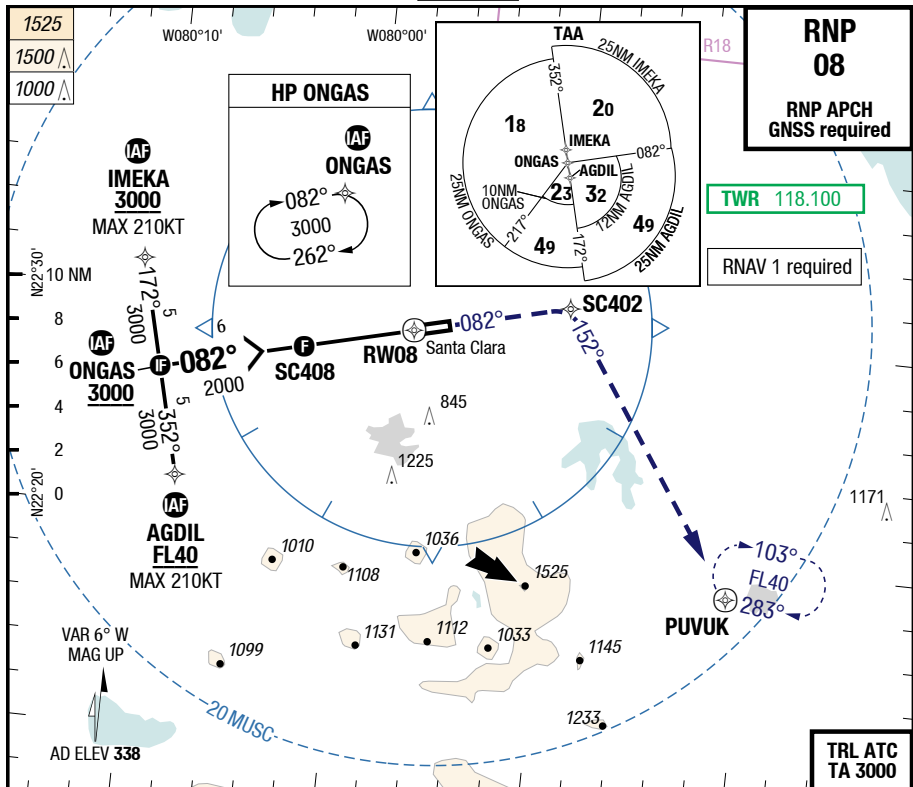 1525
1500
1000
W080°10'
W080°00'
R18
RNP
08
RNP APCH
GNSS required
TWR 118.100
RNAV 1 required
HP ONGAS
IAF
ONGAS
082°
3000
262°
TAA
25NM IMEKA
352°
18
20
IMEKA
ONGAS
082°
AGDIL
10NM
ONGAS
23
32
12NM AGDIL
25NM ONGAS
217°
172°
49
49
25NM AGDIL
IAF
IMEKA
3000
MAX 210KT
N22°30'
10 NM
8
6
4
2
0
N22°20'
172°
5
3000
IAF
ONGAS
3000
IF
082°
6
2000
F
SC408
RW08
Santa Clara
082°
SC402
152°
352°
5
3000
IAF
AGDIL
FL40
MAX 210KT
845
1225
1171
1010
1108
1036
1525
103°
FL40
283°
PUVUK
1099
1131
1112
1033
1145
1233
VAR 6° W
MAG UP
20 MUSC
AD ELEV 338
TRL ATC
TA 3000